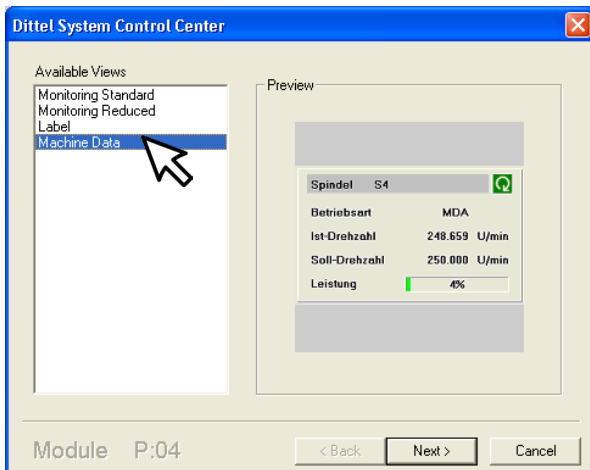 Dittel System Control Center
Available Views
Monitoring Standard
Monitoring Reduced
Label
Machine Data
Preview
Spindel S4
Betriebsart MDA
Ist-Drehzahl 248.659 U/min
Soll-Drehzahl 250.000 U/min
Leistung 4%
Module P:04
< Back Next > Cancel